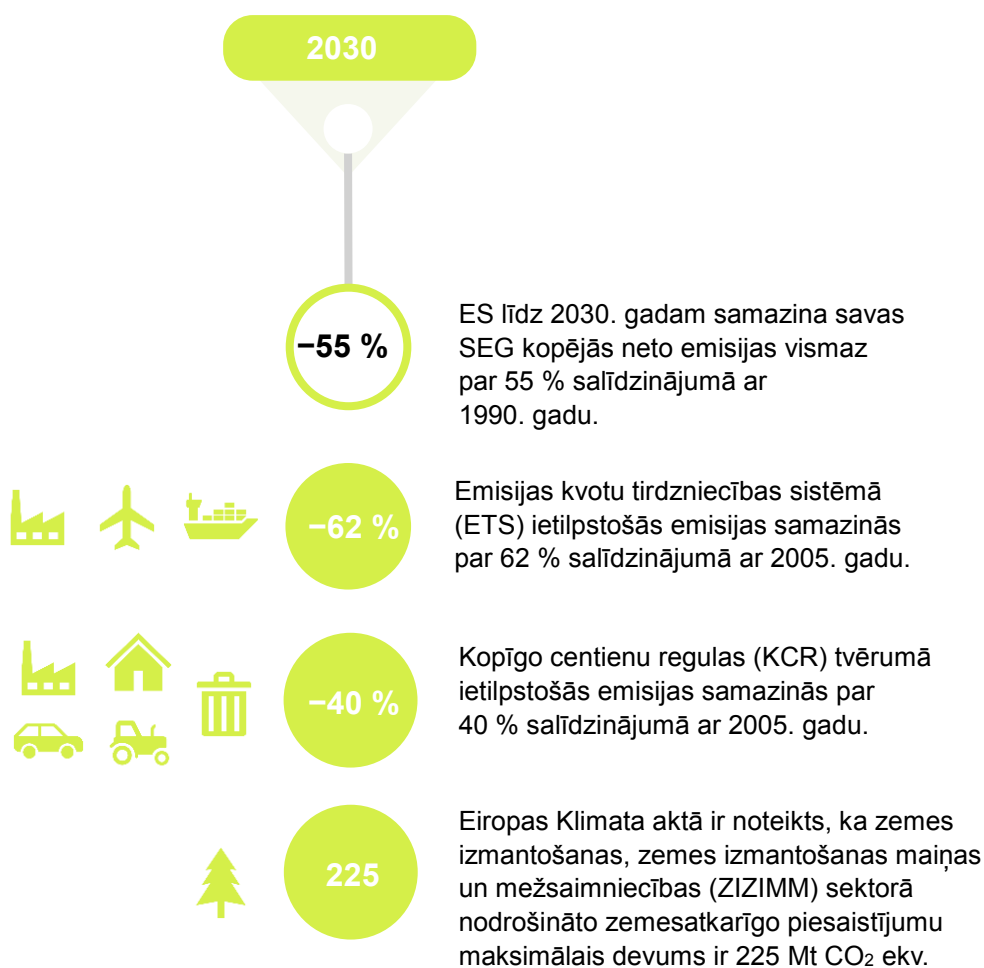 2030
−55 %
ES līdz 2030. gadam samazina savas
SEG kopējās neto emisijas vismaz
par 55 % salīdzinājumā ar
1990. gadu.
−62 %
Emisijas kvotu tirdzniecības sistēmā
(ETS) ietilpstošās emisijas samazinās
par 62 % salīdzinājumā ar 2005. gadu.
−40 %
Kopīgo centienu regulas (KCR) tvērumā
ietilpstošās emisijas samazinās par
40 % salīdzinājumā ar 2005. gadu.
225
Eiropas Klimata aktā ir noteikts, ka zemes
izmantošanas, zemes izmantošanas maiņas
un mežsaimniecības (ZIZIMM) sektorā
nodrošināto zemesatkarīgo piesaistījumu
maksimālais devums ir 225 Mt CO₂ ekv.